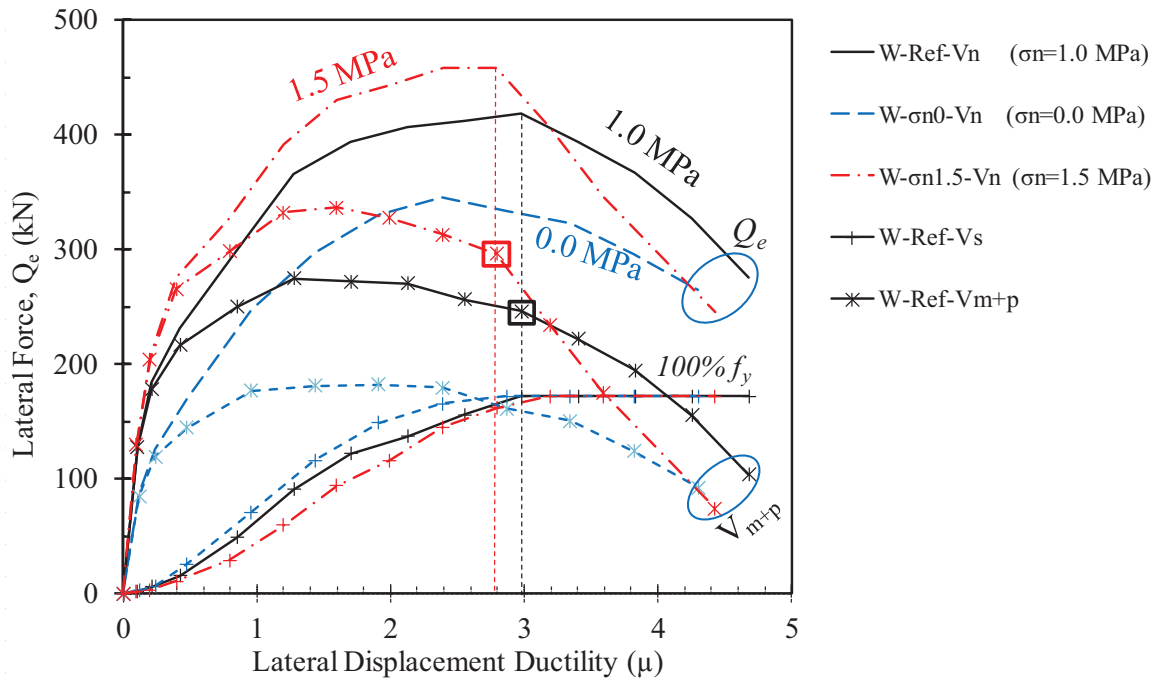 500
400
300
200
100
0
0
1
2
3
4
5
Lateral Force, Qe (kN)
Lateral Displacement Ductility (μ)
1.5 MPa
1.0 MPa
0.0 MPa
Qe
100% fy
V m+p
W-Ref-Vn (σn=1.0 MPa)
W-σn0-Vn (σn=0.0 MPa)
W-σn1.5-Vn (σn=1.5 MPa)
W-Ref-Vs
W-Ref-Vm+p